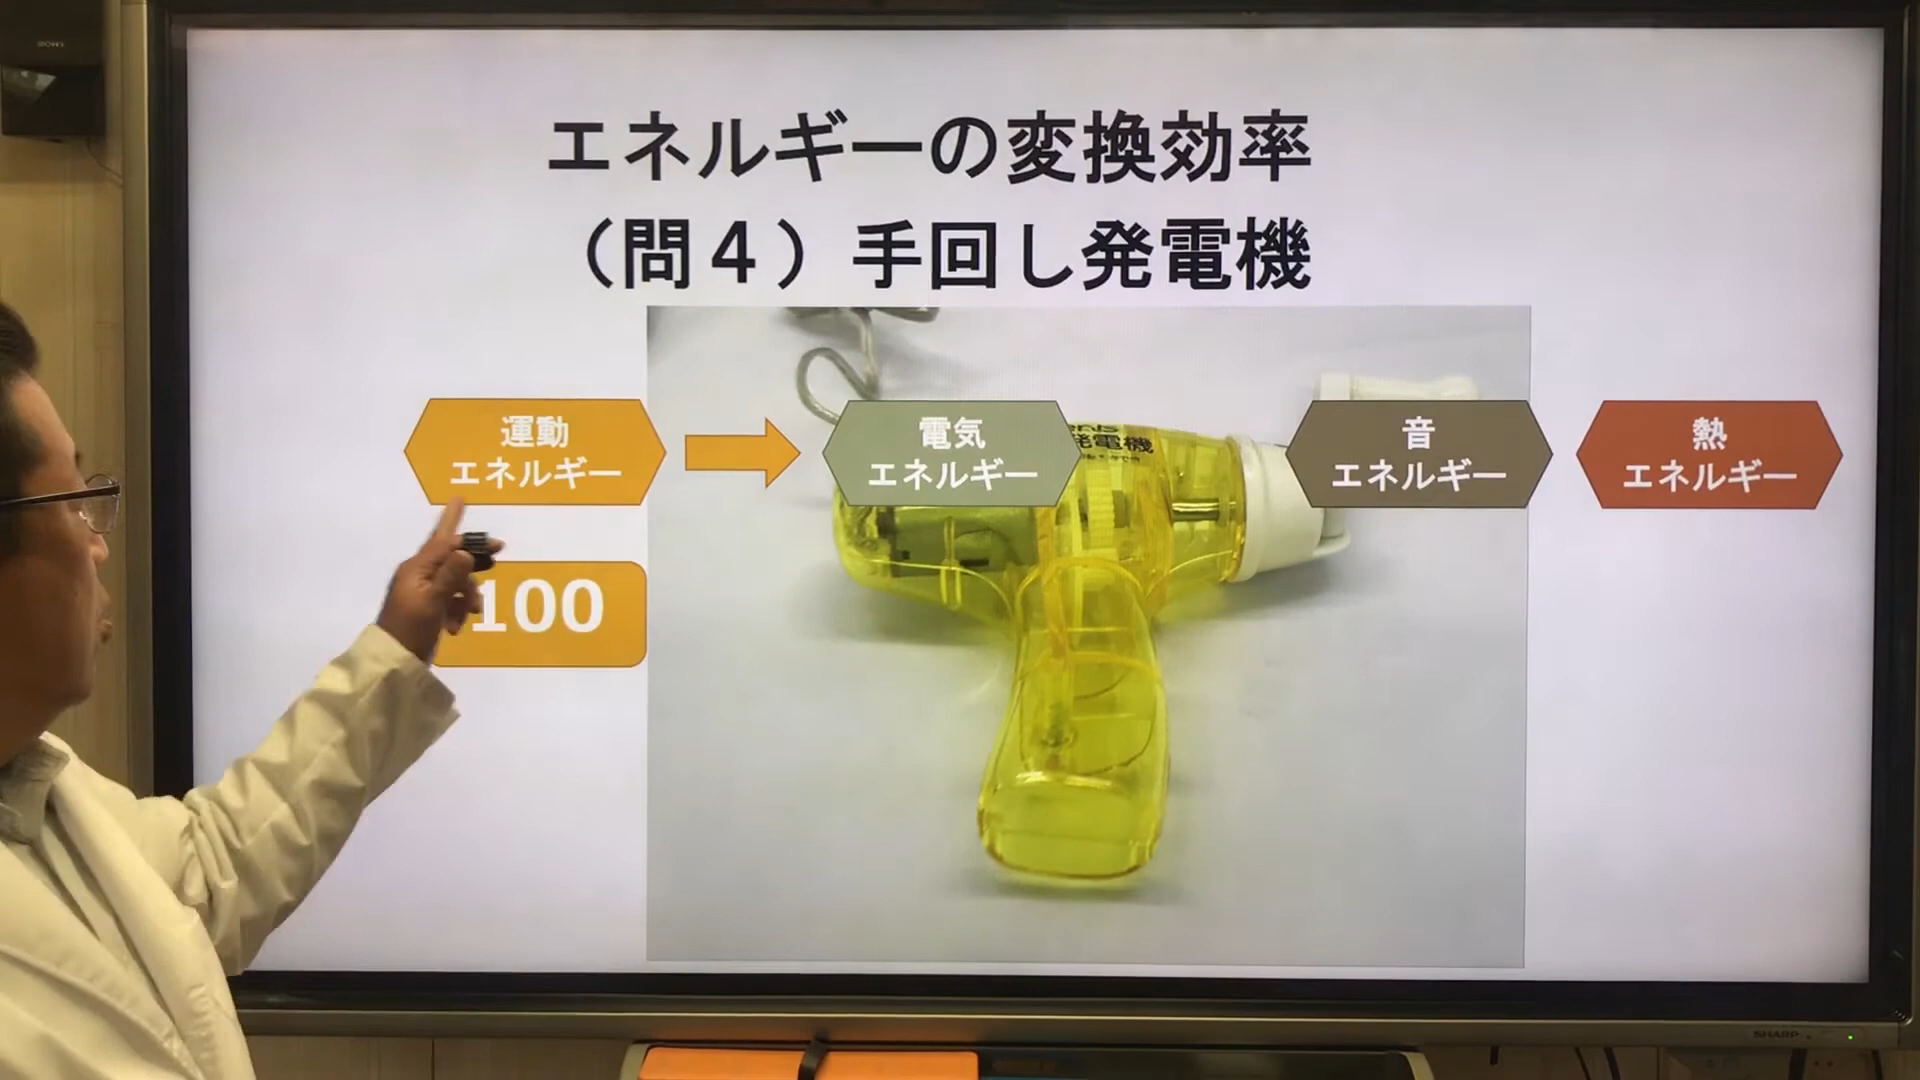 エネルギーの変換効率
(問4)手回し発電機
運動
エネルギー
電気
エネルギー
音
エネルギー
熱
エネルギー
発電機
100
SHARP